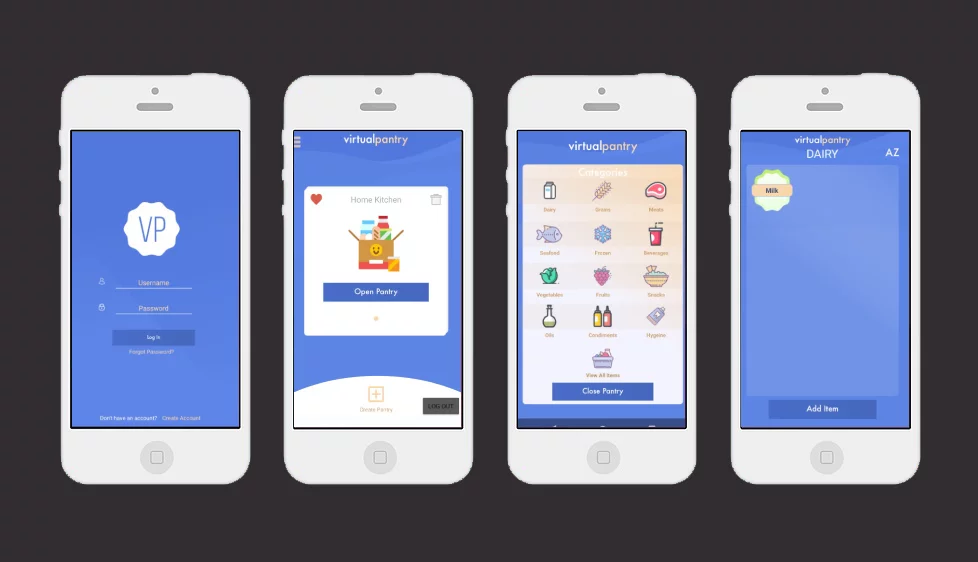 VP
Username
Password
Log In
Forgot Password?
Don't have an account? Create Account
virtualpantry
Home Kitchen
Open Pantry
Create Pantry
LOG OUT
virtualpantry
Categories
Dairy Grains Meats
Seafood Frozen Beverages
Vegetables Fruits Snacks
Oils Condiments Hygiene
View All Items
Close Pantry
virtualpantry
DAIRY AZ
Milk
Add Item